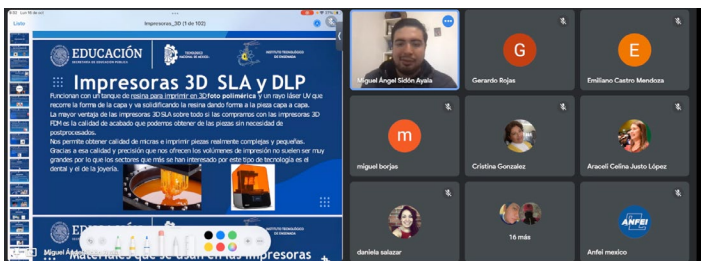 Listo
Impresoras_3D (1 de 102)
EDUCACIÓN
SECRETARÍA DE EDUCACIÓN PÚBLICA
TECNOLÓGICO
NACIONAL DE MÉXICO
INSTITUTO TECNOLÓGICO
DE ENSENADA
Impresoras 3D SLA y DLP
Funcionan con un tanque de resina para imprimir en 3D foto polimérica y un rayo láser UV que
recorre la forma de la capa y va solidificando la resina dando forma a la pieza capa a capa.
La mayor ventaja de las impresoras 3D SLA sobre todo si las compramos con las impresoras 3D
FDM es la calidad de acabado que podemos obtener de las piezas sin necesidad de
postprocesados.
Nos permite obtener calidad de micras e imprimir piezas realmente complejas y pequeñas.
Gracias a esa calidad y precisión que nos ofrecen los volúmenes de impresión no suelen ser muy
grandes por lo que los sectores que más se han interesado por este tipo de tecnología es el
dental y el de la joyería.
Miguel
Materiales que se usan en las impresoras
Miguel Ángel Sidón Ayala
Gerardo Rojas
Emiliano Castro Mendoza
miguel borjas
Cristina Gonzalez
Araceli Celina Justo López
daniela salazar
16 más
Anfei mexico
G
E
m
ANFEI